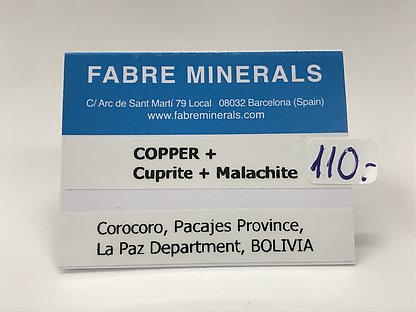 FABRE MINERALS
C/ Arc de Sant Martí 79 Local 08032 Barcelona (Spain)
www.fabreminerals.com
COPPER +
Cuprite + Malachite
110.-
Corocoro, Pacajes Province,
La Paz Department, BOLIVIA